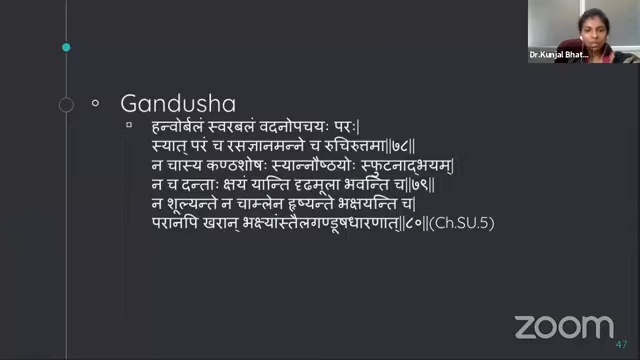 Dr.Kunjal Bhat...
Gandusha
हन्वोर्बलं स्वरबलं वदनोपचयः परः|
स्यात् परं च रसज्ञानमन्ने च रुचिरुत्तमा||७८||
न चास्य कण्ठशोषः स्यान्नौष्ठयोः स्फुटनाद्भयम्|
न च दन्ताः क्षयं यान्ति दृढमूला भवन्ति च||७९||
न शूल्यन्ते न चाम्लेन हृष्यन्ते भक्षयन्ति च|
परानपि खरान् भक्ष्यांस्तैलगण्डूषधारणात्||८०||(Ch.SU.5)
zoom
47